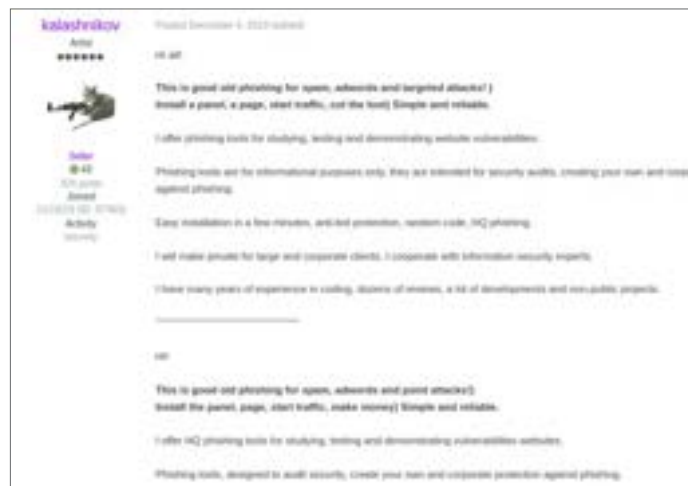 kalashnikov
Posted December 4, 2019
Hi all!
This is good old phishing for spam, adwords and targeted attacks! )
Install a panel, a page, start traffic, cut the loot) Simple and reliable.
I offer phishing tools for studying, testing and demonstrating website vulnerabilities.
Phishing tools are for informational purposes only, they are intended for security audits, creating your own and
against phishing.
Easy installation in a few minutes, anti-bot protection, random code, HQ phishing.
I will make private for large and corporate clients, I cooperate with information security experts.
I have many years of experience in coding, dozens of reviews, a lot of developments and non-public projects.
Seller
Joined
Activity
This is good old phishing for spam, adwords and point attacks!)
Install the panel, page, start traffic, make money) Simple and reliable.
I offer HQ phishing tools for studying, testing and demonstrating vulnerabilities websites.
Phishing tools, designed to audit security, create your own and corporate protection against phishing.